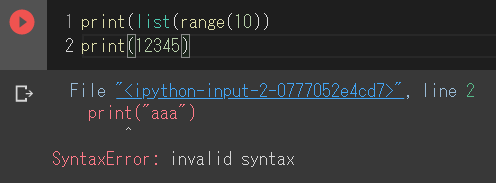 1 print(list(range(10))
2 print(12345)
File "<ipython-input-2-0777052e4cd7>", line 2
print("aaa")
^
SyntaxError: invalid syntax